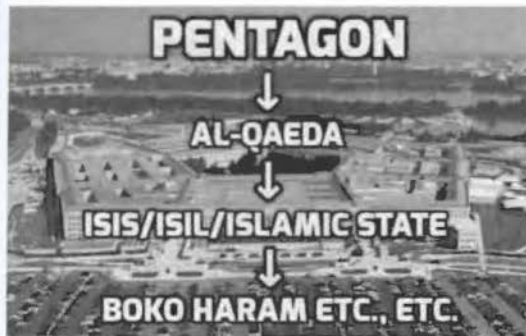 PENTAGON
↓
AL-QAEDA
↓
ISIS/ISIL/ISLAMIC STATE
↓
BOKO HARAM ETC., ETC.